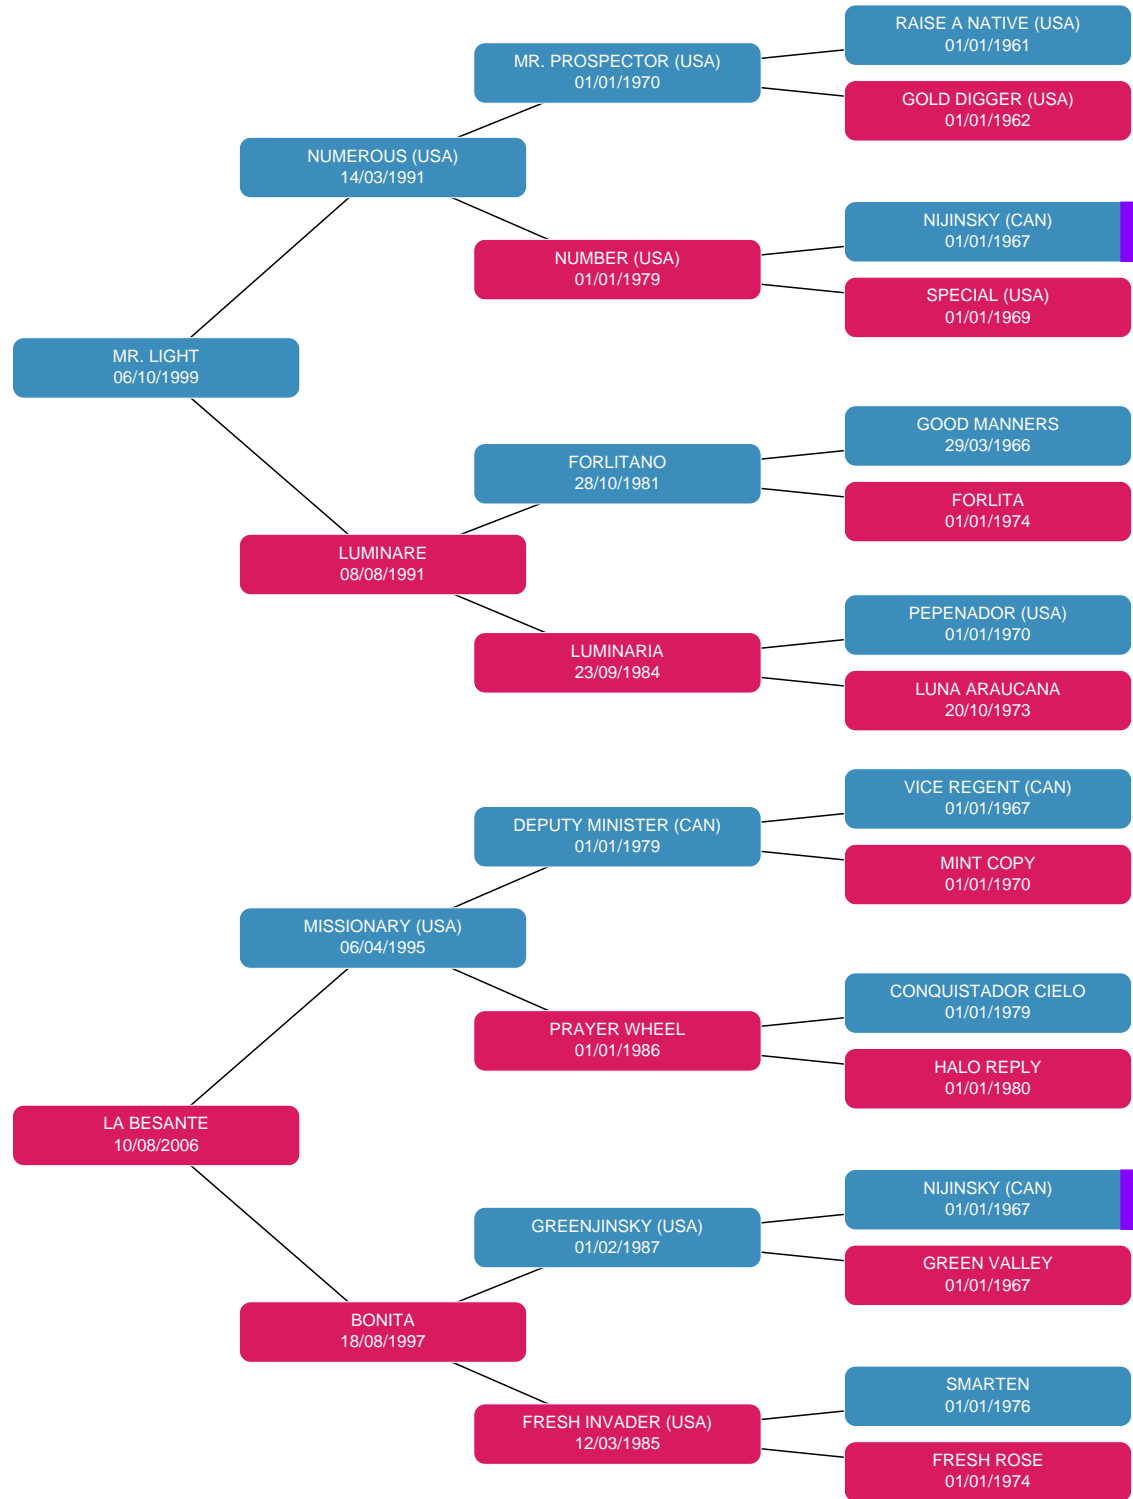 RAISE A NATIVE (USA)
01/01/1961
MR. PROSPECTOR (USA)
01/01/1970
GOLD DIGGER (USA)
01/01/1962
NUMEROUS (USA)
14/03/1991
NIJINSKY (CAN)
01/01/1967
NUMBER (USA)
01/01/1979
SPECIAL (USA)
01/01/1969
MR. LIGHT
06/10/1999
GOOD MANNERS
29/03/1966
FORLITANO
28/10/1981
FORLITA
01/01/1974
LUMINARE
08/08/1991
PEPENADOR (USA)
01/01/1970
LUMINARIA
23/09/1984
LUNA ARAUCANA
20/10/1973
VICE REGENT (CAN)
01/01/1967
DEPUTY MINISTER (CAN)
01/01/1979
MINT COPY
01/01/1970
MISSIONARY (USA)
06/04/1995
CONQUISTADOR CIELO
01/01/1979
PRAYER WHEEL
01/01/1986
HALO REPLY
01/01/1980
LA BESANTE
10/08/2006
NIJINSKY (CAN)
01/01/1967
GREENJINSKY (USA)
01/02/1987
GREEN VALLEY
01/01/1967
BONITA
18/08/1997
SMARTEN
01/01/1976
FRESH INVADER (USA)
12/03/1985
FRESH ROSE
01/01/1974